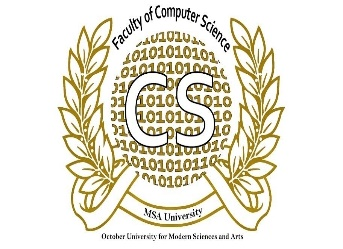 Faculty of Computer Science
CS
MSA University
October University for Modern Sciences and Arts